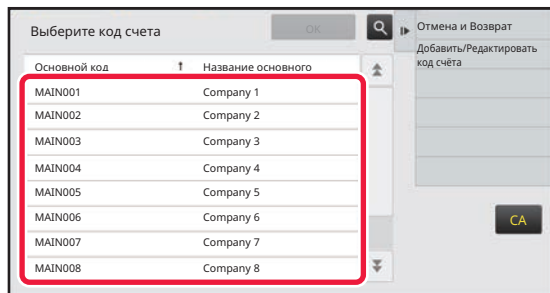 Выберите код счета
OK
Отмена и Возврат
Добавить/Редактировать
код счёта
Основной код
Название основного
MAIN001 Company 1
MAIN002 Company 2
MAIN003 Company 3
MAIN004 Company 4
MAIN005 Company 5
MAIN006 Company 6
MAIN007 Company 7
MAIN008 Company 8
CA